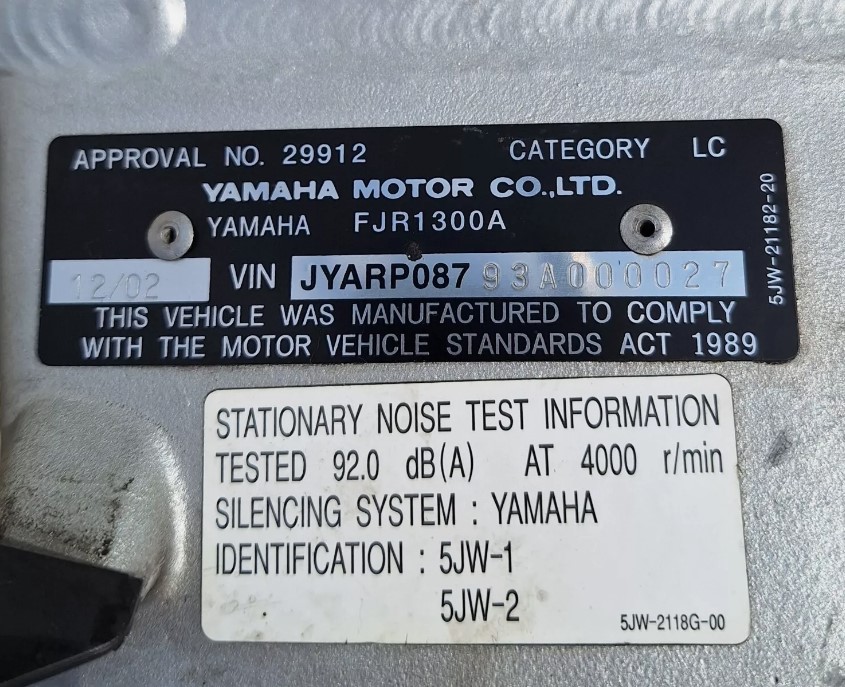 APPROVAL NO. 29912 CATEGORY LC
YAMAHA MOTOR CO.,LTD.
YAMAHA FJR1300A
12/02 VIN JYARP08793A000027
THIS VEHICLE WAS MANUFACTURED TO COMPLY
WITH THE MOTOR VEHICLE STANDARDS ACT 1989
5JW-21182-20
STATIONARY NOISE TEST INFORMATION
TESTED 92.0 dB(A) AT 4000 r/min
SILENCING SYSTEM : YAMAHA
IDENTIFICATION : 5JW-1
5JW-2
5JW-2118G-00